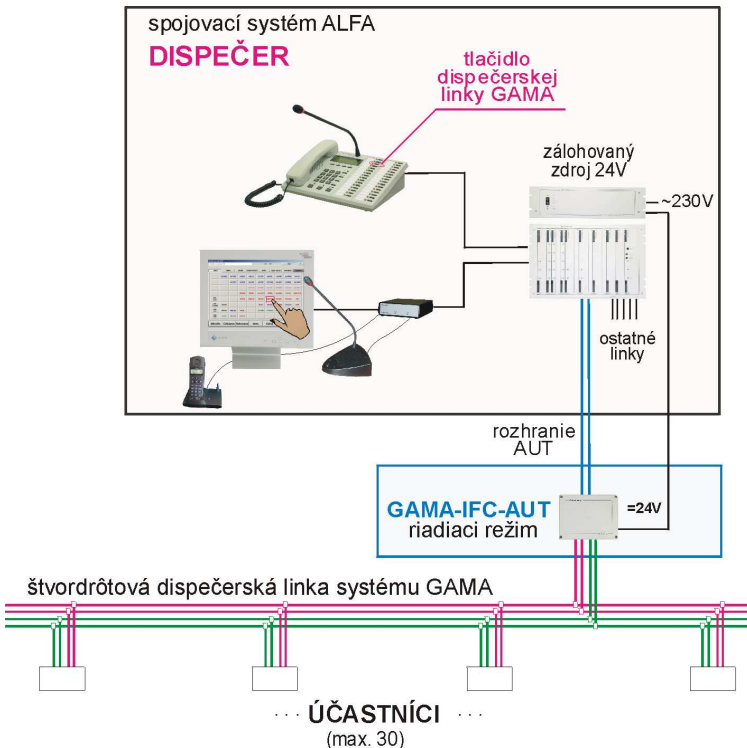 spojovací systém ALFA
DISPEČER
tlačidlo
dispečerskej
linky GAMA
zálohovaný
zdroj 24V
~230V
ostatné
linky
rozhranie
AUT
GAMA-IFC-AUT
riadiaci režim
=24V
štvordrôtová dispečerská linka systému GAMA
··· ÚČASTNÍCI ···
(max. 30)